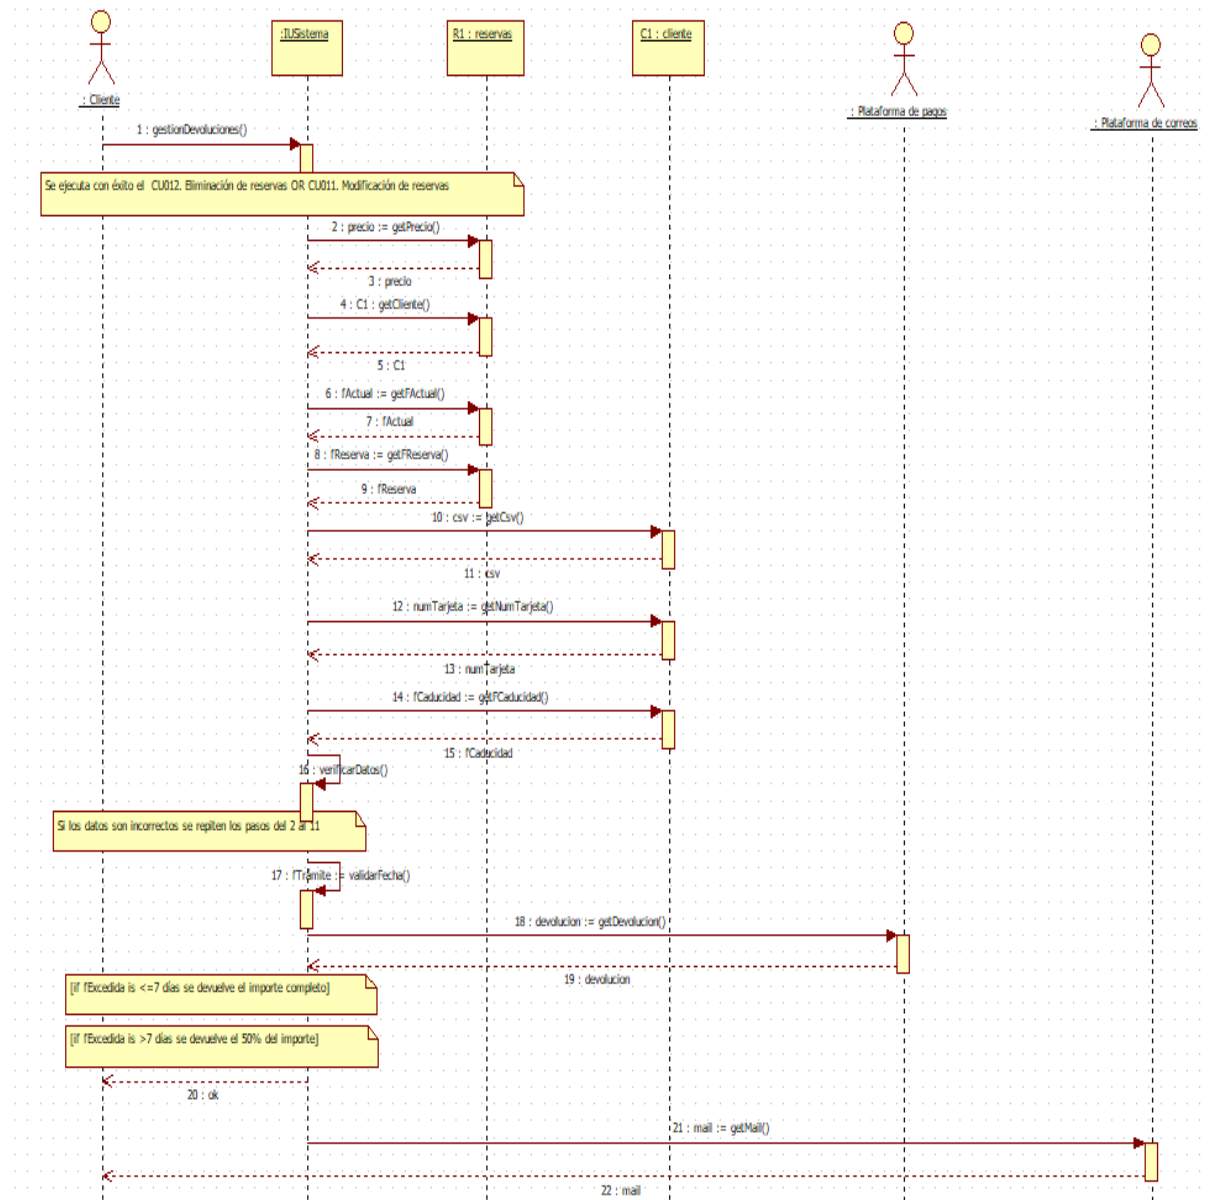 :IUSistema
R1 : reservas
C1 : cliente
: Cliente
: Plataforma de pagos
: Plataforma de correos
1 : gestionDevoluciones()
Se ejecuta con éxito el CU012. Eliminación de reservas OR CU011. Modificación de reservas
2 : precio := getPrecio()
3 : precio
4 : C1 : getCliente()
5 : C1
6 : fActual := getFActual()
7 : fActual
8 : fReserva := getFReserva()
9 : fReserva
10 : csv := getCsv()
11 : csv
12 : numTarjeta := getNumTarjeta()
13 : numTarjeta
14 : fCaducidad := getFCaducidad()
15 : fCaducidad
16 : verificarDatos()
Si los datos son incorrectos se repiten los pasos del 2 al 11
17 : fTramite := validarFecha()
18 : devolucion := getDevolucion()
19 : devolucion
[if fExcedida is <=7 días se devuelve el importe completo]
[if fExcedida is >7 días se devuelve el 50% del importe]
20 : ok
21 : mail := getMail()
22 : mail